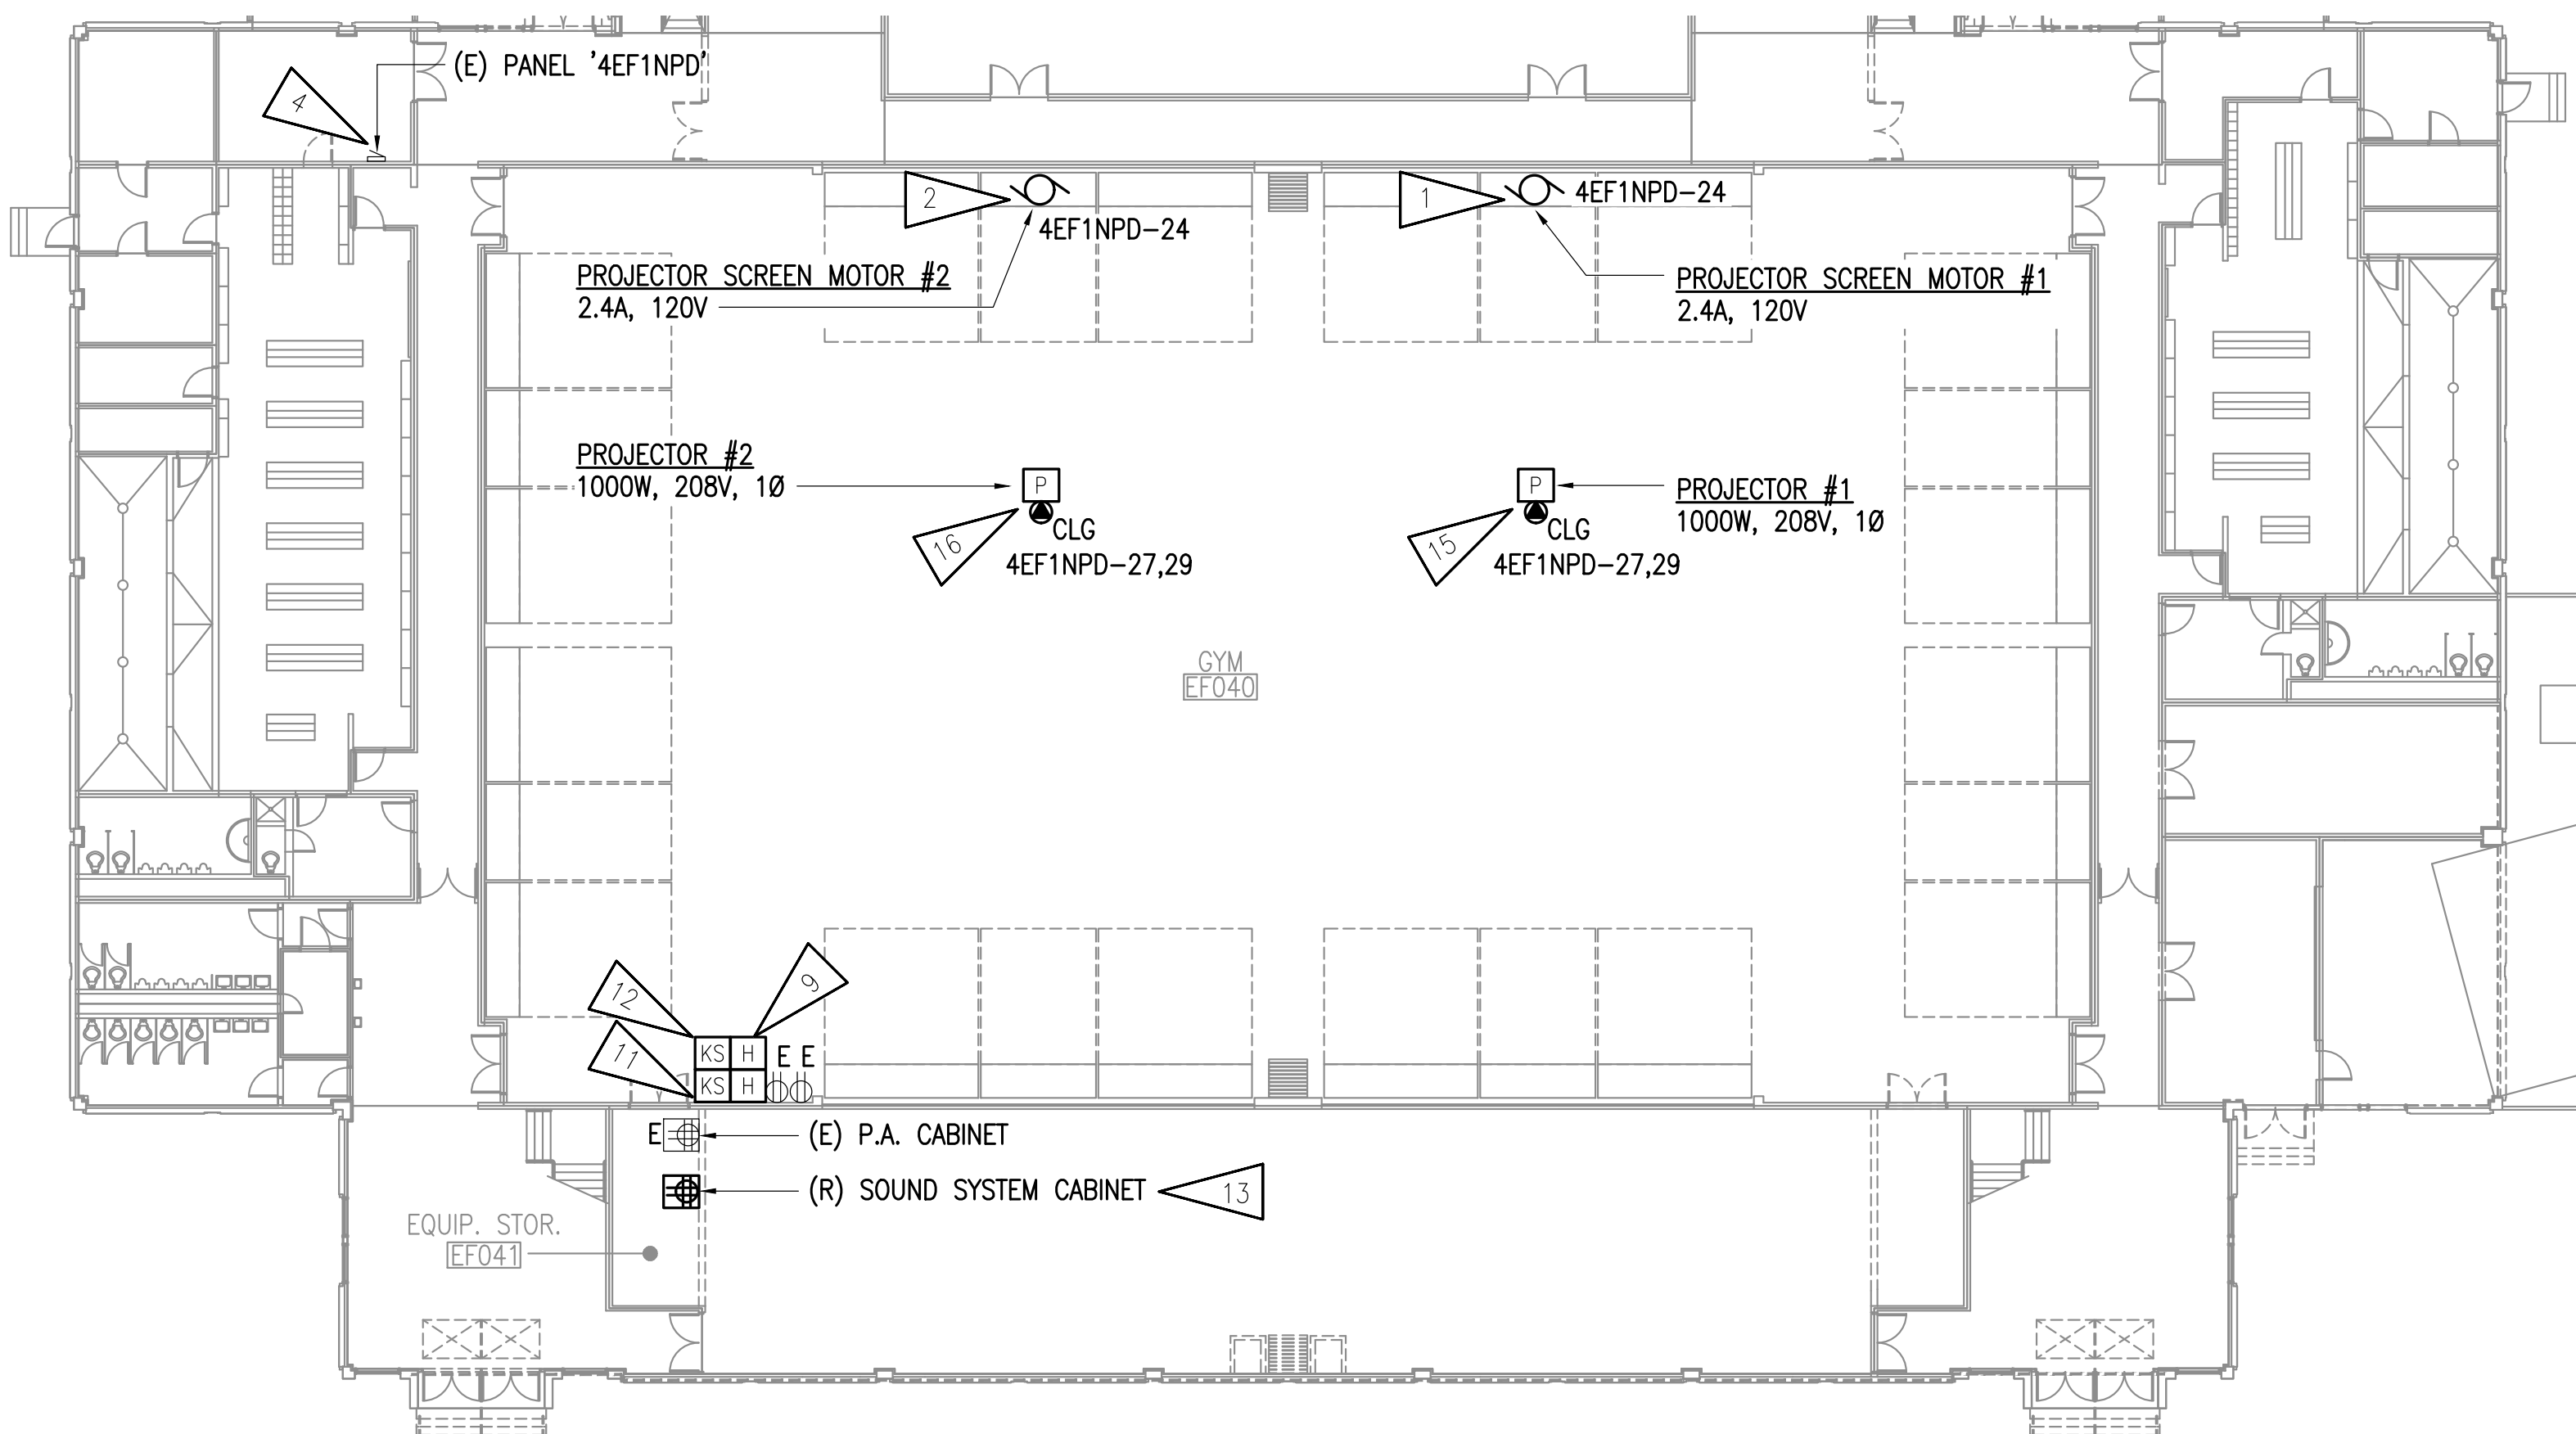 (E) PANEL '4EF1NPD'
4
2
4EF1NPD-24
PROJECTOR SCREEN MOTOR #2
2.4A, 120V
1
4EF1NPD-24
PROJECTOR SCREEN MOTOR #1
2.4A, 120V
PROJECTOR #2
1000W, 208V, 1Ø
P
CLG
16
4EF1NPD-27,29
P
CLG
15
4EF1NPD-27,29
PROJECTOR #1
1000W, 208V, 1Ø
GYM
EF040
12
9
11
KS H E E
KS H
E
(E) P.A. CABINET
(R) SOUND SYSTEM CABINET
13
EQUIP. STOR.
EF041